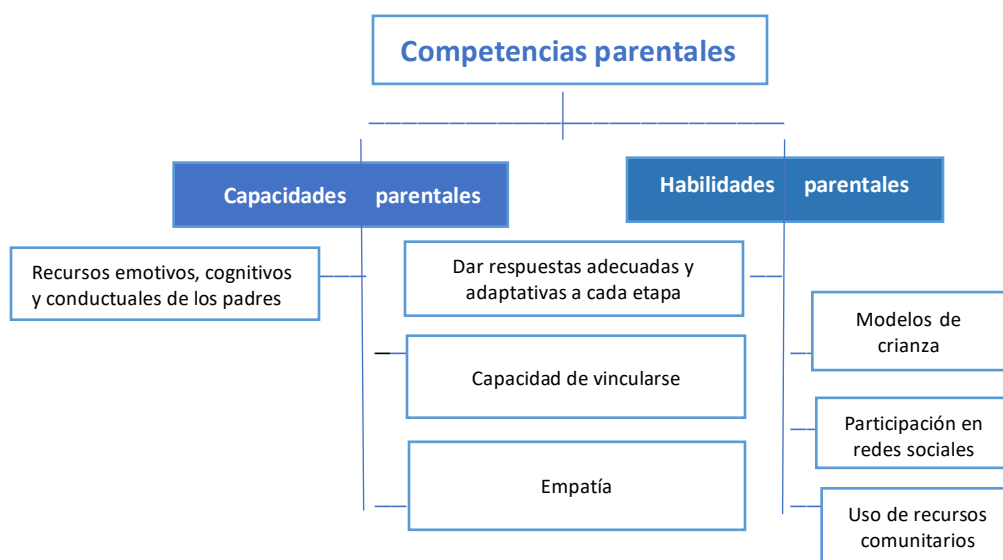 Competencias parentales
Capacidades parentales
Habilidades parentales
Recursos emotivos, cognitivos
y conductuales de los padres
Dar respuestas adecuadas y
adaptativas a cada etapa
Capacidad de vincularse
Empatía
Modelos de
crianza
Participación en
redes sociales
Uso de recursos
comunitarios